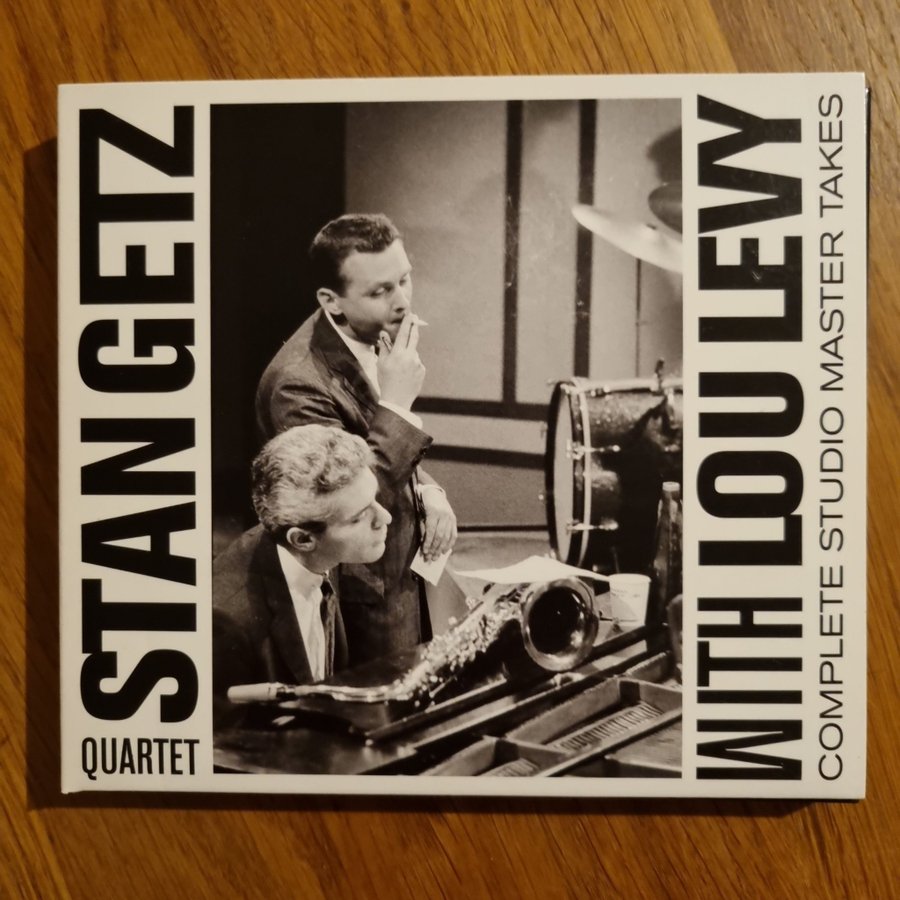 STAN GETZ
QUARTET
WITH LOU LEVY
COMPLETE STUDIO MASTER TAKES